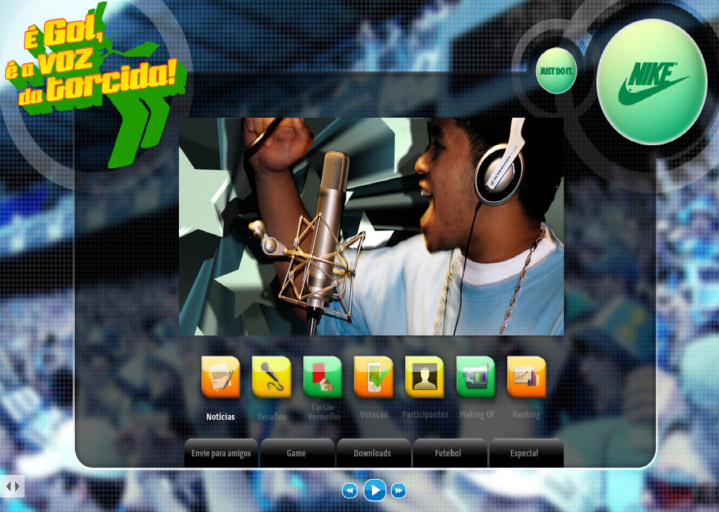 É Gol,
é a voz
da torcida!
JUST DO IT.
NIKE
Notícias
Desafios
Cartão
Vermelho
Votação
Participantes
Making Of
Ranking
Envie para amigos
Game
Downloads
Futebol
Especial